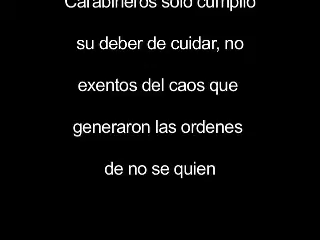 Carabineros solo cumplio
su deber de cuidar, no
exentos del caos que
generaron las ordenes
de no se quien